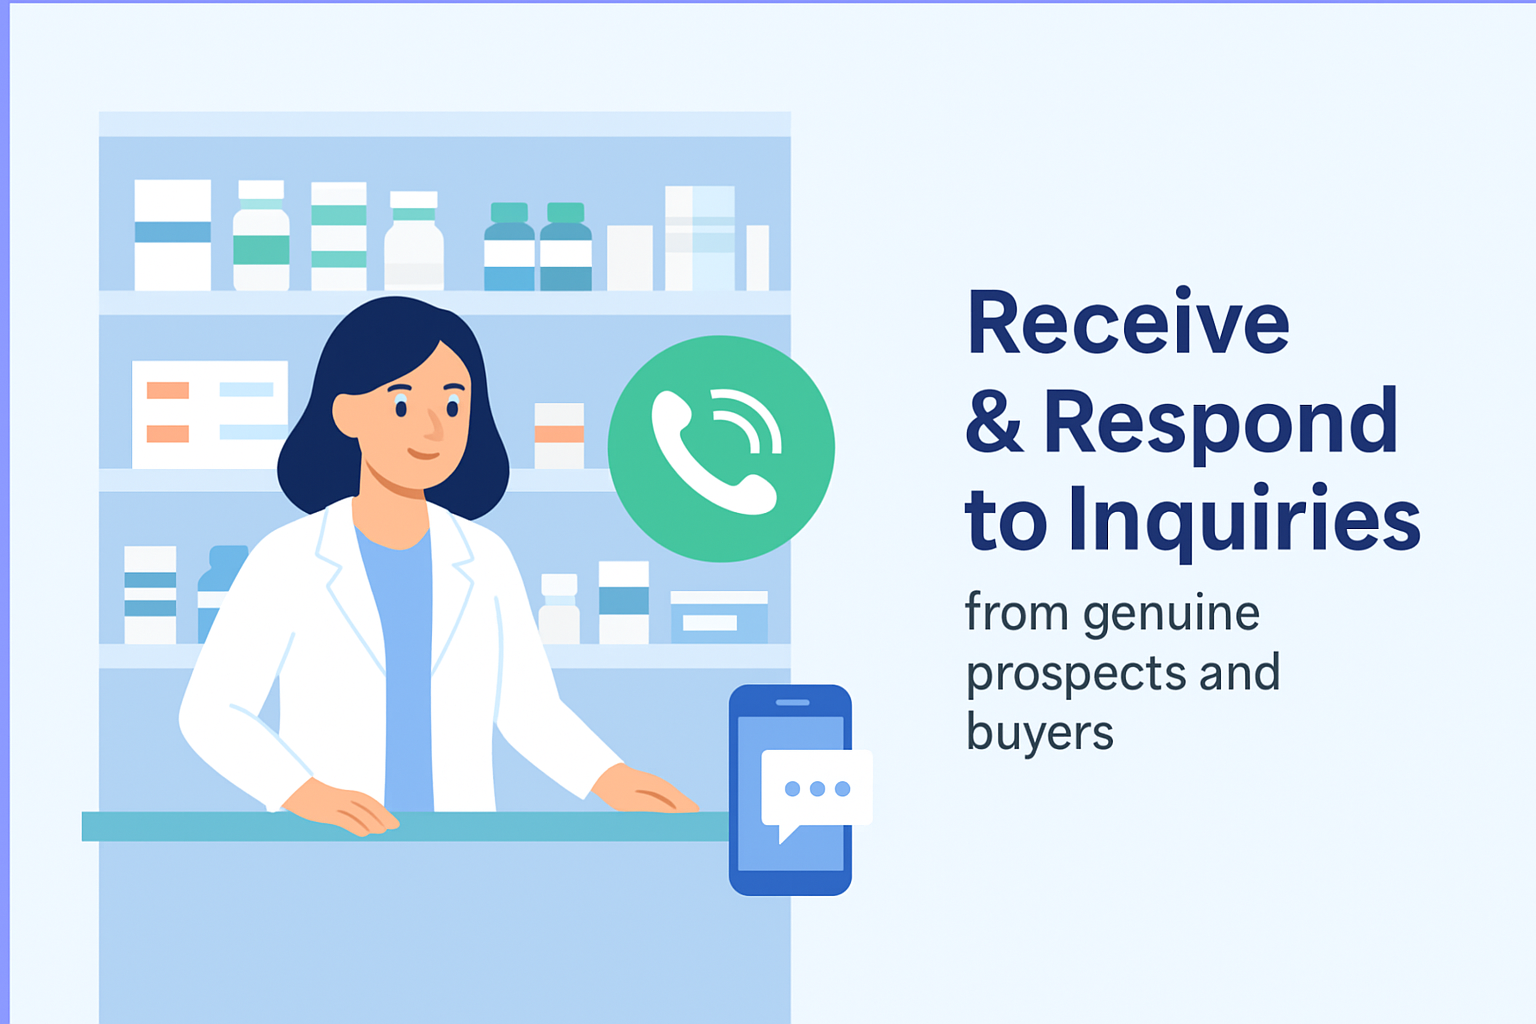 Receive
& Respond
to Inquiries
from genuine
prospects and
buyers